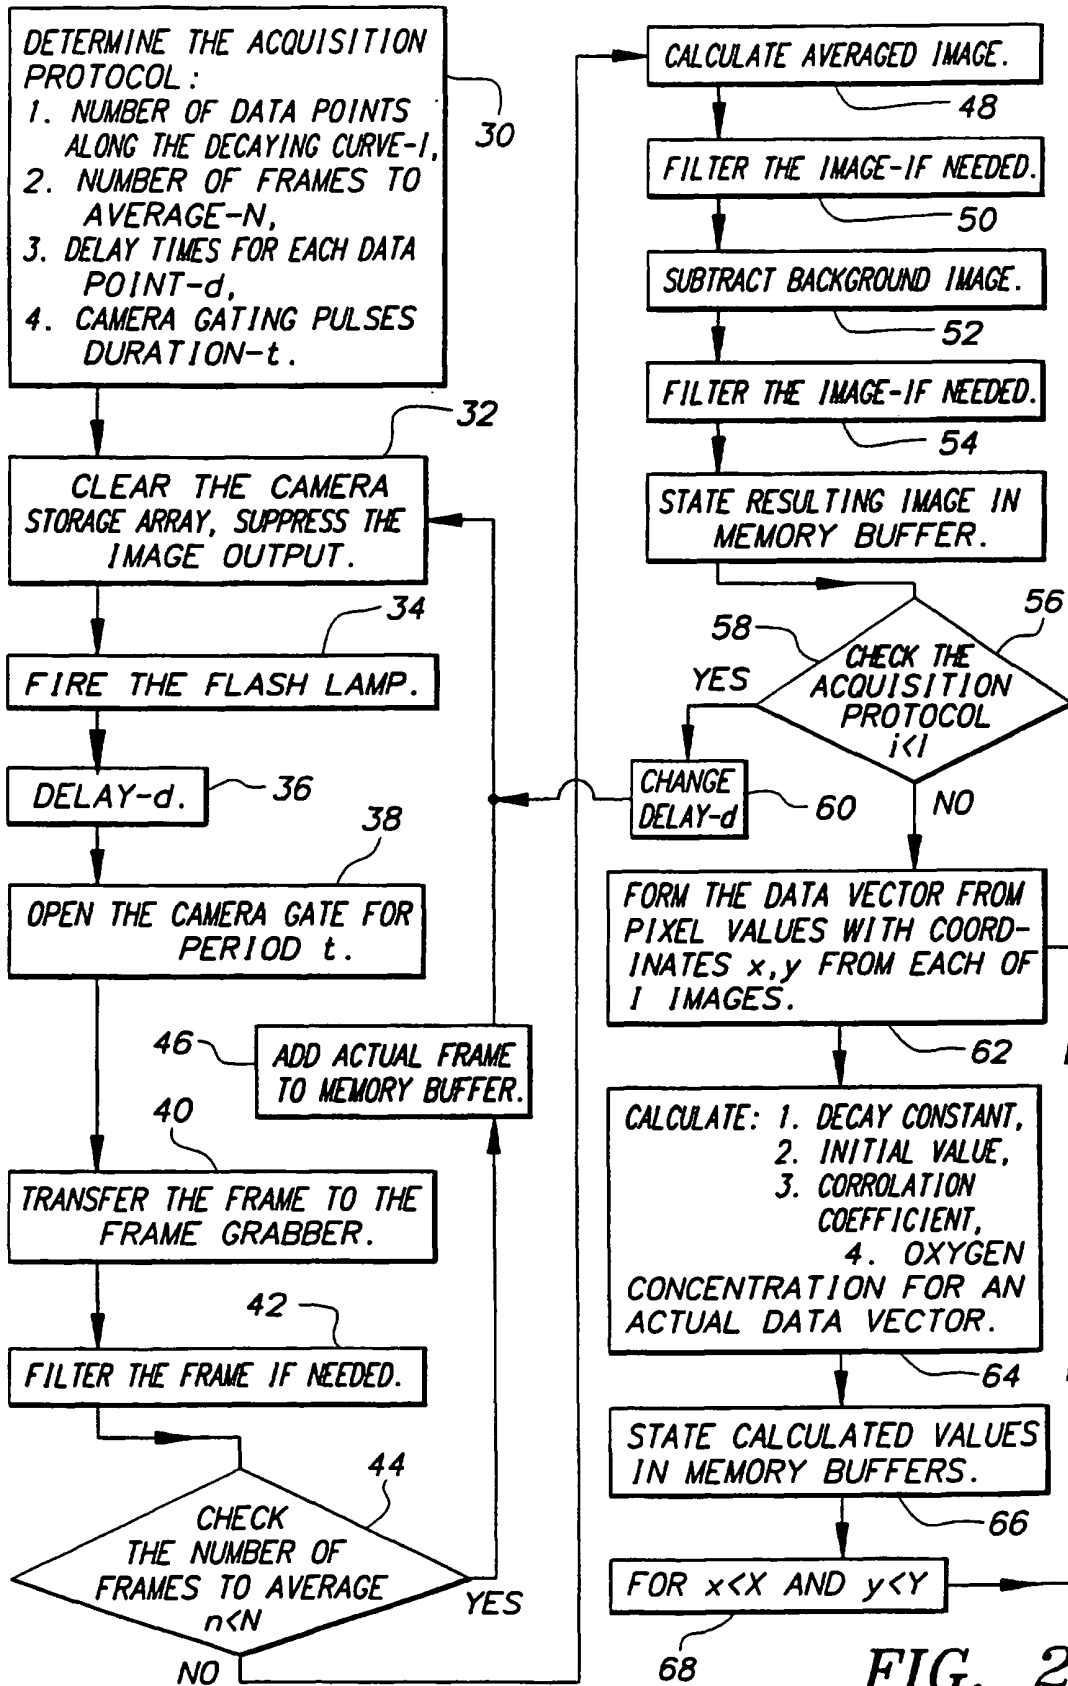 DETERMINE THE ACQUISITION
PROTOCOL:
1. NUMBER OF DATA POINTS
ALONG THE DECAYING CURVE-I,
2. NUMBER OF FRAMES TO
AVERAGE-N,
3. DELAY TIMES FOR EACH DATA
POINT-d,
4. CAMERA GATING PULSES
DURATION-t.
30
CLEAR THE CAMERA
STORAGE ARRAY, SUPPRESS THE
IMAGE OUTPUT.
32
FIRE THE FLASH LAMP.
34
DELAY-d.
36
OPEN THE CAMERA GATE FOR
PERIOD t.
38
TRANSFER THE FRAME TO THE
FRAME GRABBER.
40
FILTER THE FRAME IF NEEDED.
42
CHECK
THE NUMBER OF
FRAMES TO AVERAGE
n<N
44
YES
NO
46
ADD ACTUAL FRAME
TO MEMORY BUFFER.
CALCULATE AVERAGED IMAGE.
48
FILTER THE IMAGE-IF NEEDED.
50
SUBTRACT BACKGROUND IMAGE.
52
FILTER THE IMAGE-IF NEEDED.
54
STATE RESULTING IMAGE IN
MEMORY BUFFER.
56
58
CHECK THE
ACQUISITION
PROTOCOL
i<I
YES
NO
CHANGE
DELAY-d
60
FORM THE DATA VECTOR FROM
PIXEL VALUES WITH COORD-
INATES x,y FROM EACH OF
I IMAGES.
62
CALCULATE: 1. DECAY CONSTANT,
2. INITIAL VALUE,
3. CORROLATION
COEFFICIENT,
4. OXYGEN
CONCENTRATION FOR AN
ACTUAL DATA VECTOR.
64
STATE CALCULATED VALUES
IN MEMORY BUFFERS.
66
FOR x<X AND y<Y
68
FIG. 2